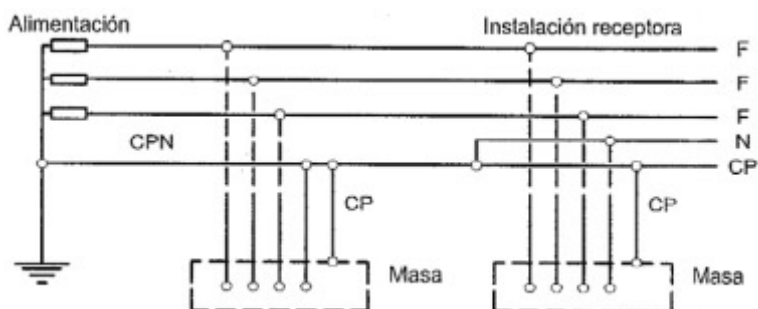 Alimentación
Instalación receptora
F
F
F
CPN
N
CP
CP
CP
Masa
Masa